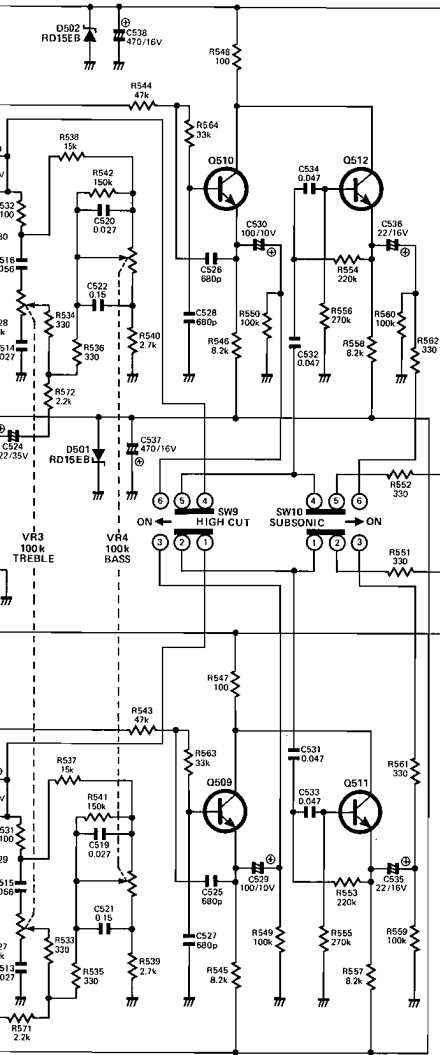 D502
RD15EB
C538
470/16V
R548
100
R544
47k
R564
33k
R538
15k
R542
150k
C520
0.027
Q510
C534
0.047
Q512
C530
100/10V
C536
22/16V
C526
680p
R554
220k
C522
0.15
C528
680p
R550
100k
R556
270k
R560
100k
R534
330
R536
330
R540
2.7k
R546
8.2k
C532
0.047
R558
8.2k
R562
330
R572
2.2k
C524
22/35V
D501
RD15EB
C537
470/16V
R552
330
6 5 4
SW9
ON HIGH CUT
3 2 1
4 5 6
SW10
SUBSONIC ON
1 2 3
VR3
100k
TREBLE
VR4
100k
BASS
R551
330
R547
100
R543
47k
R563
33k
R537
15k
R541
150k
C519
0.027
Q509
C531
0.047
C533
0.047
Q511
R561
330
C529
100/10V
C535
22/16V
C525
680p
R553
220k
C521
0.15
C527
680p
R549
100k
R555
270k
R559
100k
R533
330
R535
330
R539
2.7k
R545
8.2k
R557
8.2k
R571
2.2k